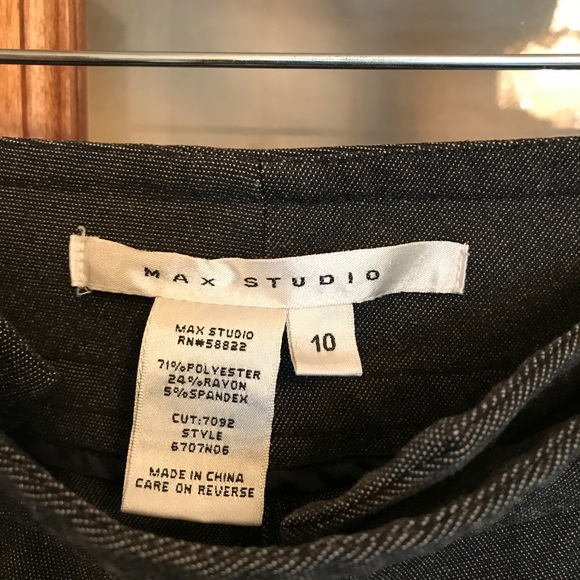 MAX STUDIO
MAX STUDIO
RN#58822
71%POLYESTER
24%RAYON
5%SPANDEX
CUT:7092
STYLE
6707N06
MADE IN CHINA
CARE ON REVERSE
10